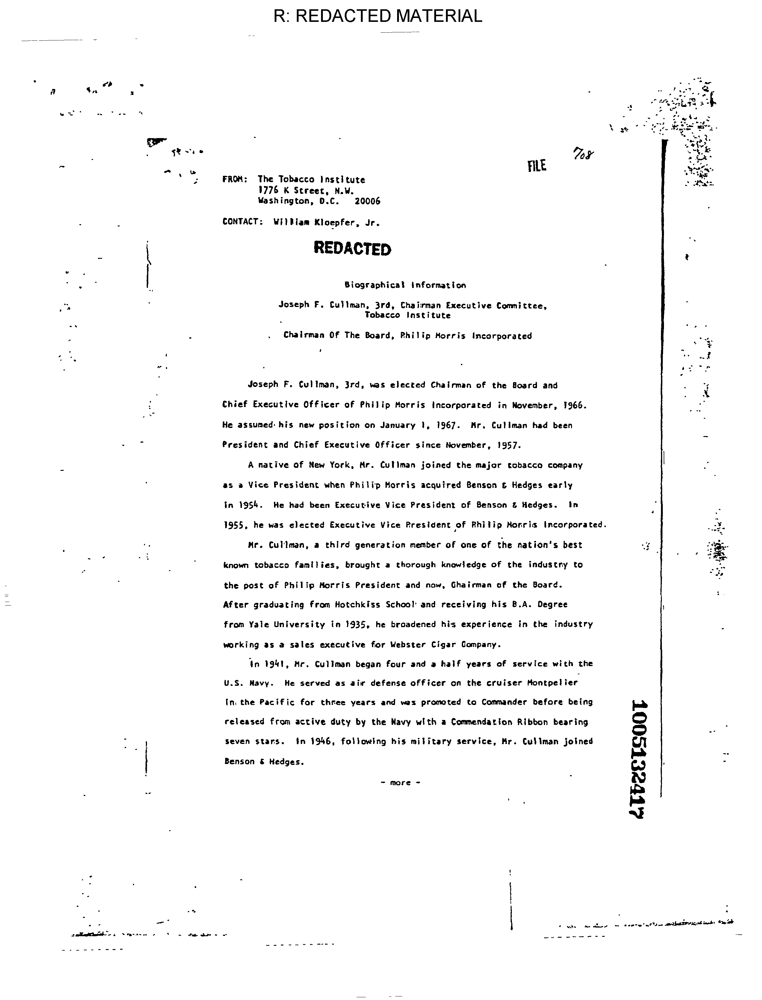 R: REDACTED MATERIAL
FILE 708
FROM: The Tobacco Institute
1776 K Street, N.W.
Washington, D.C. 20006
CONTACT: William Kloepfer, Jr.
REDACTED
Biographical Information
Joseph F. Cullman, 3rd, Chairman Executive Committee,
Tobacco Institute
Chairman Of The Board, Philip Morris Incorporated
Joseph F. Cullman, 3rd, was elected Chairman of the Board and
Chief Executive Officer of Philip Morris Incorporated in November, 1966.
He assumed his new position on January 1, 1967. Mr. Cullman had been
President and Chief Executive Officer since November, 1957.
A native of New York, Mr. Cullman joined the major tobacco company
as a Vice President when Philip Morris acquired Benson & Hedges early
in 1954. He had been Executive Vice President of Benson & Hedges. In
1955, he was elected Executive Vice President of Philip Morris Incorporated.
Mr. Cullman, a third generation member of one of the nation's best
known tobacco families, brought a thorough knowledge of the industry to
the post of Philip Morris President and now, Chairman of the Board.
After graduating from Hotchkiss School and receiving his B.A. Degree
from Yale University in 1935, he broadened his experience in the industry
working as a sales executive for Webster Cigar Company.
In 1941, Mr. Cullman began four and a half years of service with the
U.S. Navy. He served as air defense officer on the cruiser Montpelier
in the Pacific for three years and was promoted to Commander before being
released from active duty by the Navy with a Commendation Ribbon bearing
seven stars. In 1946, following his military service, Mr. Cullman joined
Benson & Hedges.
- more -
1005132417